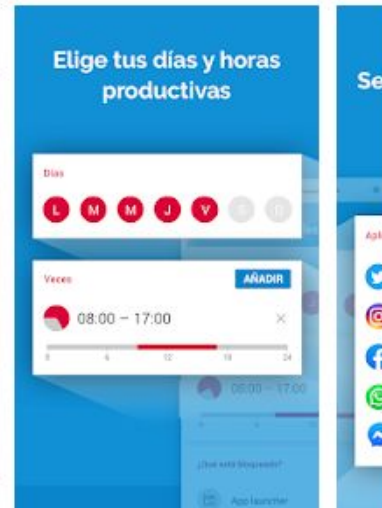 Elige tus días y horas
productivas
Días
L M M J V S D
Veces
AÑADIR
08:00 – 17:00
0 6 12 18 24
08:00 – 17:00
¿Qué está bloqueado?
App launcher
Se
Apli